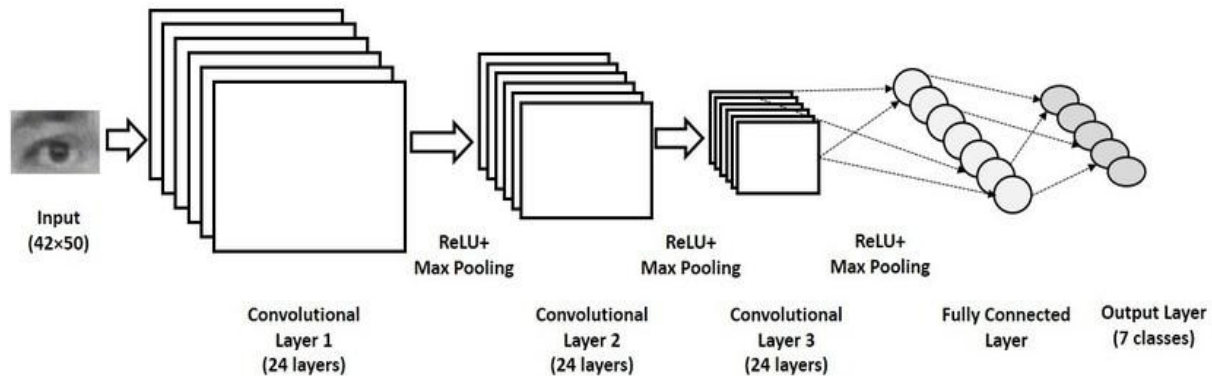 Input
(42×50)
ReLU+
Max Pooling
ReLU+
Max Pooling
ReLU+
Max Pooling
Convolutional
Layer 1
(24 layers)
Convolutional
Layer 2
(24 layers)
Convolutional
Layer 3
(24 layers)
Fully Connected
Layer
Output Layer
(7 classes)